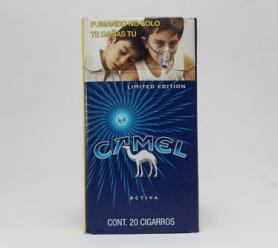 FUMANDO NO SOLO
TE DAÑAS TÚ
LIMITED EDITION
CAMEL
ACTIVA
CONT. 20 CIGARROS